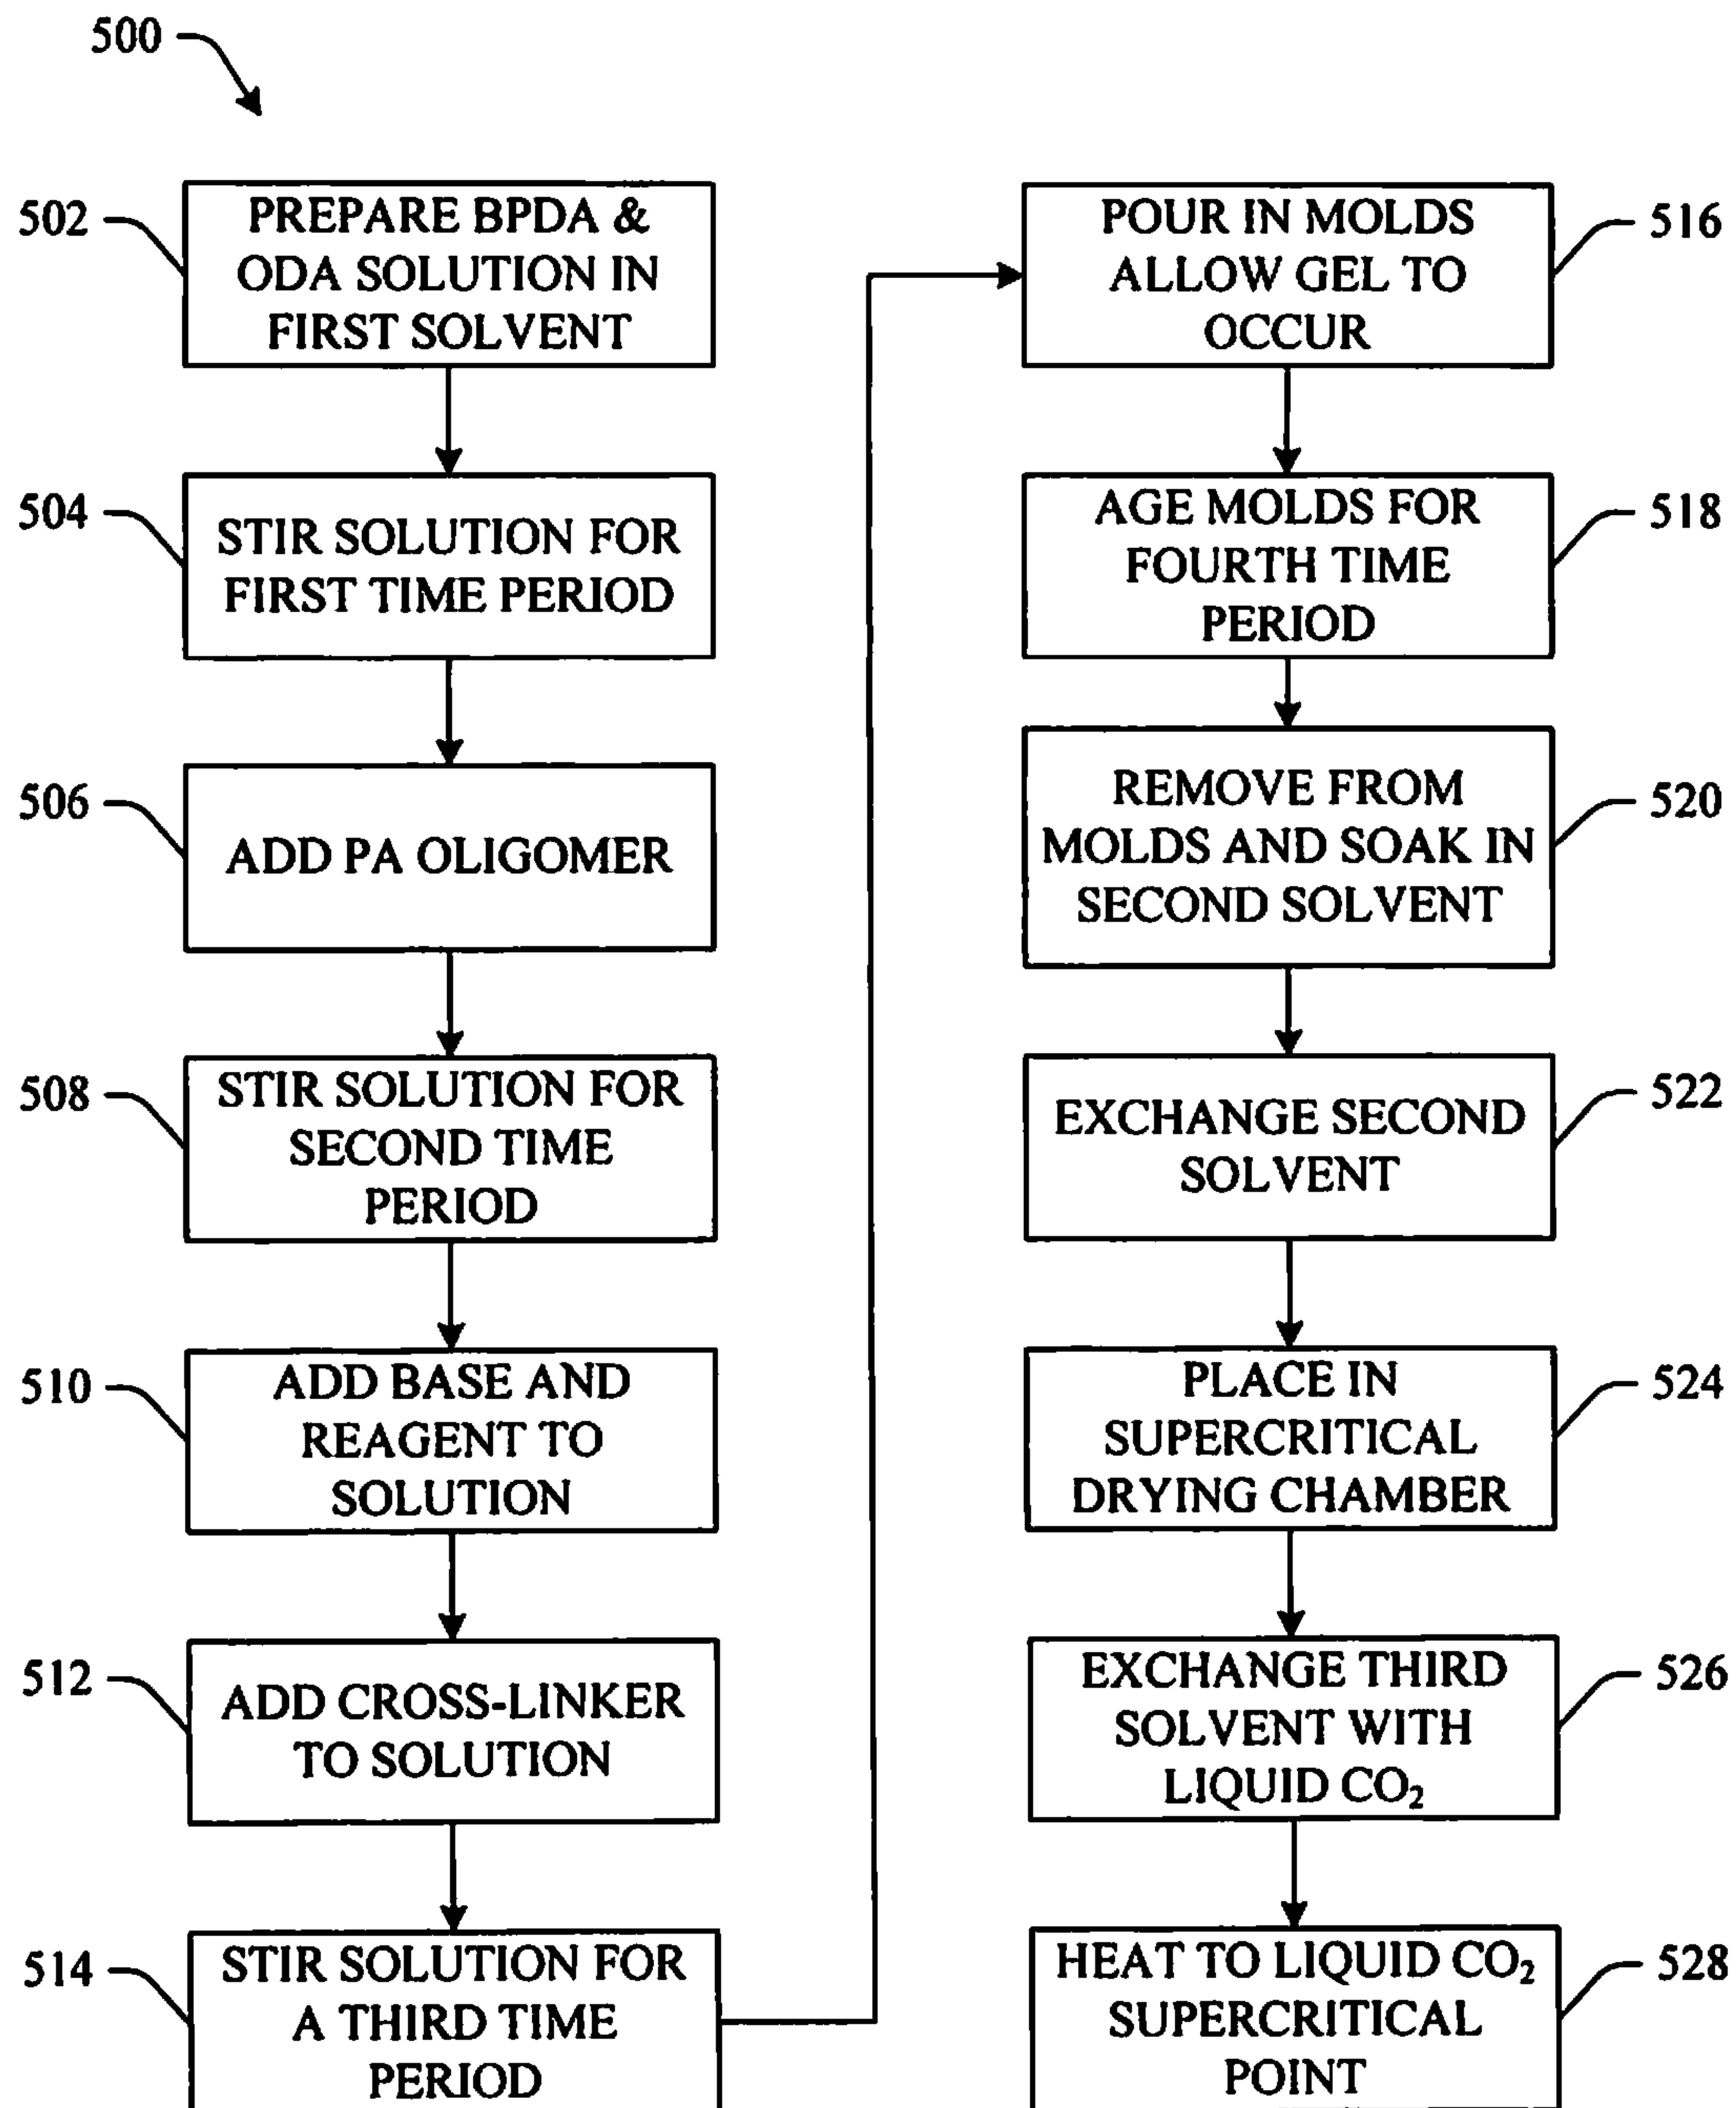 500
502
PREPARE BPDA &
ODA SOLUTION IN
FIRST SOLVENT
504
STIR SOLUTION FOR
FIRST TIME PERIOD
506
ADD PA OLIGOMER
508
STIR SOLUTION FOR
SECOND TIME
PERIOD
510
ADD BASE AND
REAGENT TO
SOLUTION
512
ADD CROSS-LINKER
TO SOLUTION
514
STIR SOLUTION FOR
A THIRD TIME
PERIOD
POUR IN MOLDS
ALLOW GEL TO
OCCUR
516
AGE MOLDS FOR
FOURTH TIME
PERIOD
518
REMOVE FROM
MOLDS AND SOAK IN
SECOND SOLVENT
520
EXCHANGE SECOND
SOLVENT
522
PLACE IN
SUPERCRITICAL
DRYING CHAMBER
524
EXCHANGE THIRD
SOLVENT WITH
LIQUID CO₂
526
HEAT TO LIQUID CO₂
SUPERCRITICAL
POINT
528